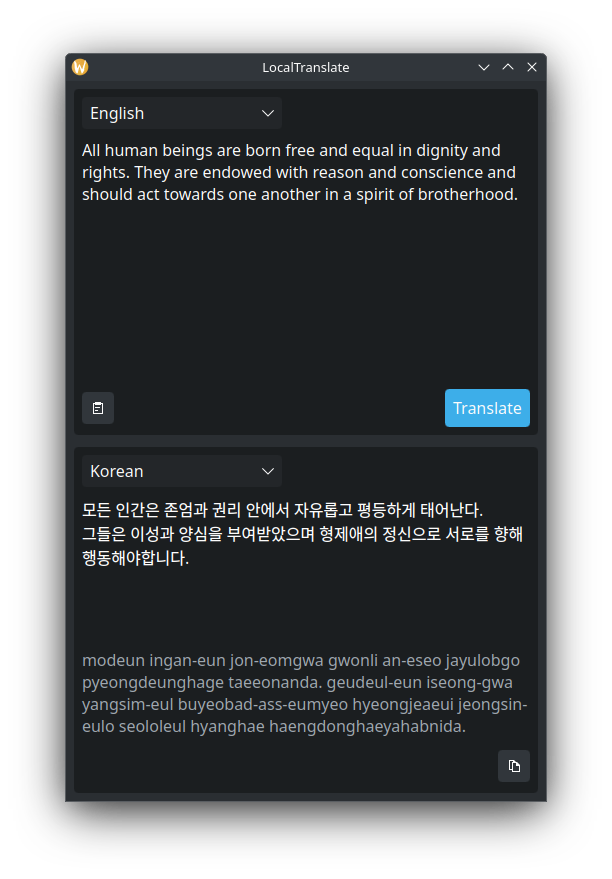 LocalTranslate
English
All human beings are born free and equal in dignity and
rights. They are endowed with reason and conscience and
should act towards one another in a spirit of brotherhood.
Translate
Korean
모든 인간은 존엄과 권리 안에서 자유롭고 평등하게 태어난다.
그들은 이성과 양심을 부여받았으며 형제애의 정신으로 서로를 향해
행동해야합니다.
modeun ingan-eun jon-eomgwa gwonli an-eseo jayulobgo
pyeongdeunghage taeeonanda. geudeul-eun iseong-gwa
yangsim-eul buyeobad-ass-eumyeo hyeongjeaeui jeongsin-
eulo seololeul hyanghae haengdonghaeyahabnida.